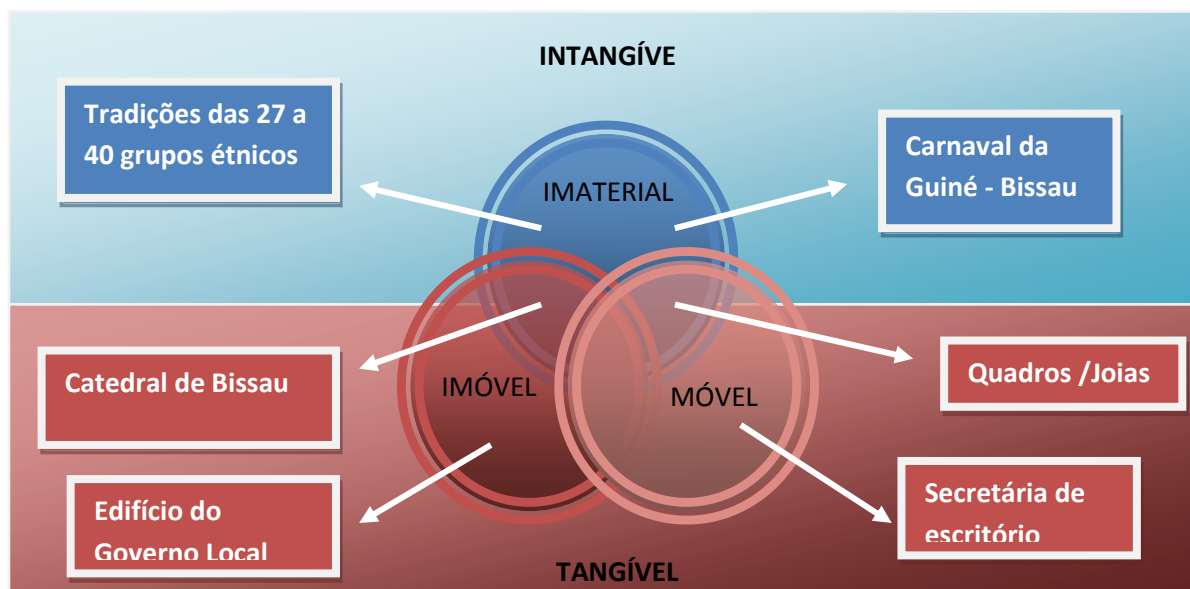 INTANGÍVE
Tradições das 27 a
40 grupos étnicos
Carnaval da
Guiné - Bissau
IMATERIAL
Catedral de Bissau
IMÓVEL
MÓVEL
Quadros /Joias
Edifício do
Governo Local
Secretária de
escritório
TANGÍVEL